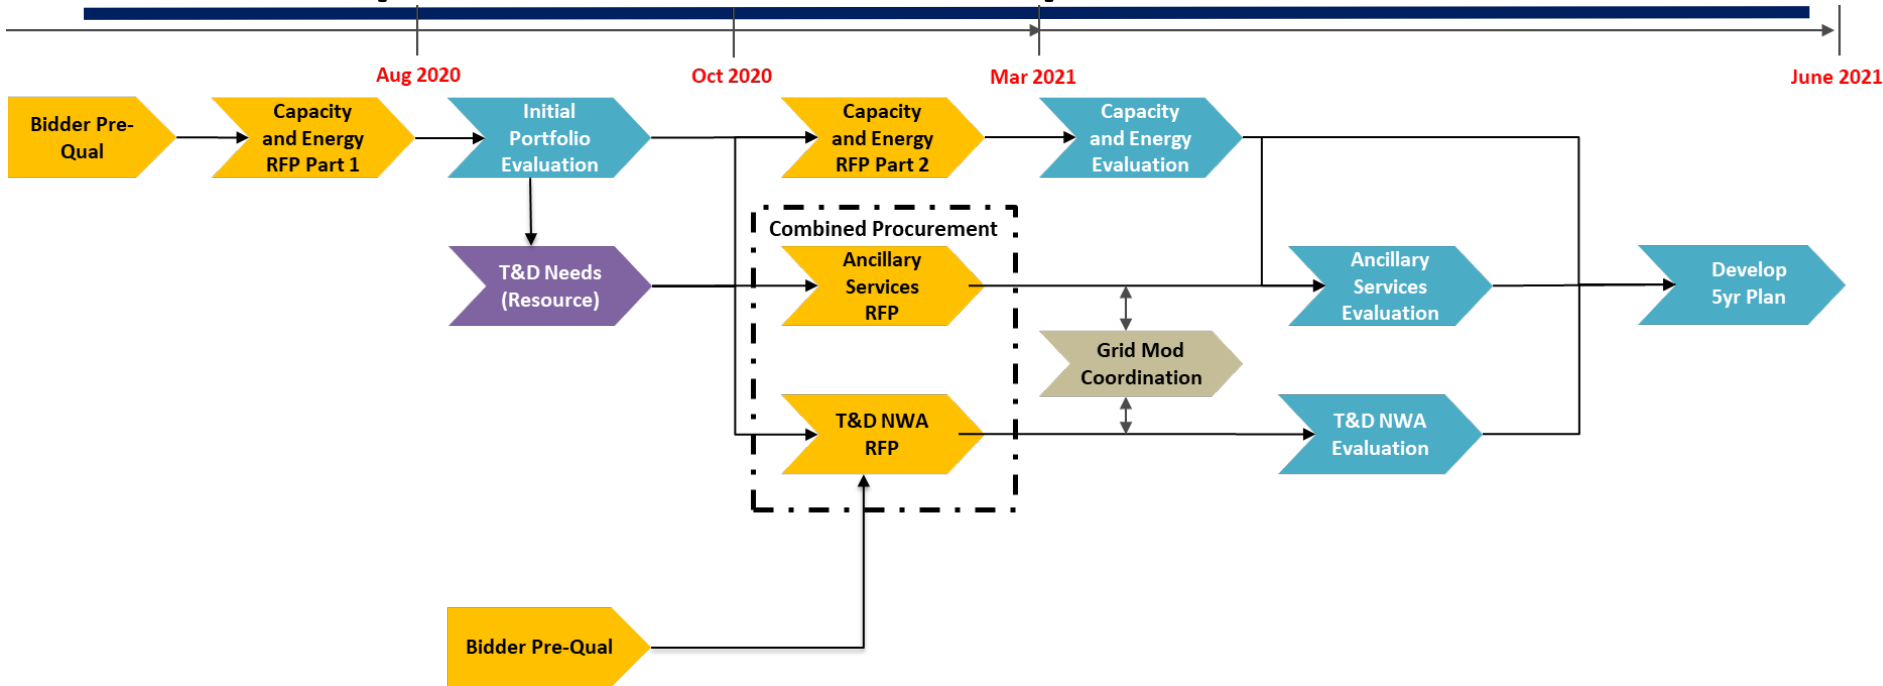 Aug 2020
Oct 2020
Mar 2021
June 2021
Bidder Pre-
Qual
Capacity
and Energy
RFP Part 1
Initial
Portfolio
Evaluation
Capacity
and Energy
RFP Part 2
Capacity
and Energy
Evaluation
T&D Needs
(Resource)
Combined Procurement
Ancillary
Services
RFP
Ancillary
Services
Evaluation
Develop
5yr Plan
Grid Mod
Coordination
T&D NWA
RFP
T&D NWA
Evaluation
Bidder Pre-Qual